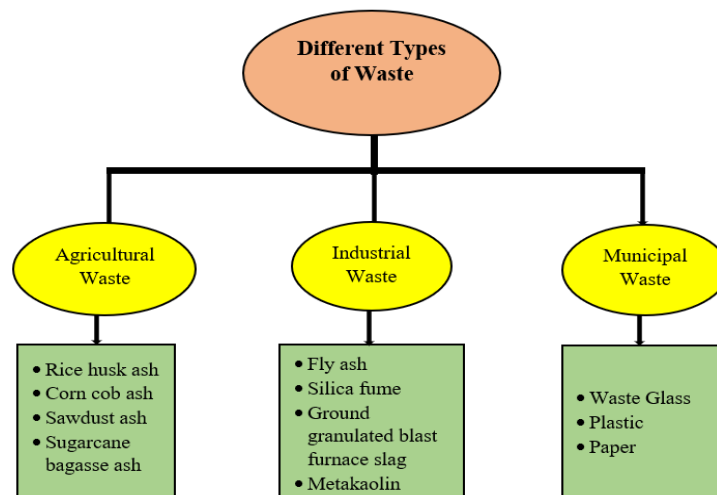 Different Types
of Waste
Agricultural
Waste
Industrial
Waste
Municipal
Waste
• Rice husk ash
• Corn cob ash
• Sawdust ash
• Sugarcane
bagasse ash
• Fly ash
• Silica fume
• Ground
granulated blast
furnace slag
• Metakaolin
• Waste Glass
• Plastic
• Paper